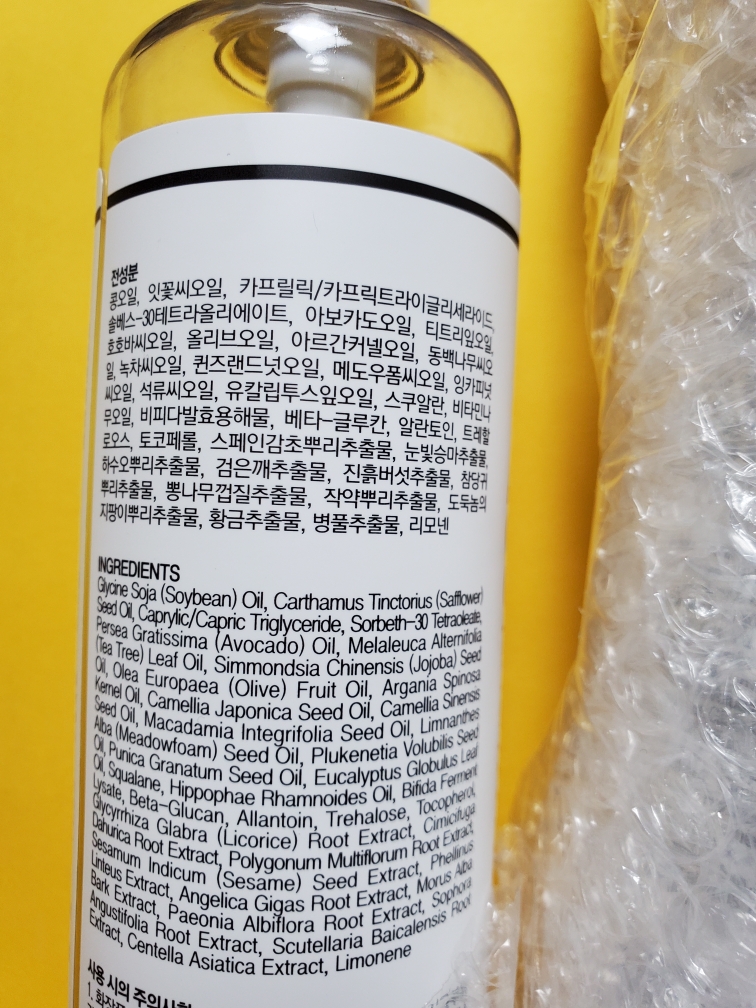 전성분
콩오일, 잇꽃씨오일, 카프릴릭/카프릭트라이글리세라이드,
솔베스-30테트라올리에이트, 아보카도오일, 티트리잎오일,
호호바씨오일, 올리브오일, 아르간커넬오일, 동백나무씨오
일, 녹차씨오일, 퀸즈랜드넛오일, 메도우폼씨오일, 잉카피넛
씨오일, 석류씨오일, 유칼립투스잎오일, 스쿠알란, 비타민나
무오일, 비피다발효용해물, 베타-글루칸, 알란토인, 트레할
로오스, 토코페롤, 스페인감초뿌리추출물, 눈빛승마추출물,
하수오뿌리추출물, 검은깨추출물, 진흙버섯추출물, 참당귀
뿌리추출물, 뽕나무껍질추출물, 작약뿌리추출물, 도둑놈의
지팡이뿌리추출물, 황금추출물, 병풀추출물, 리모넨
INGREDIENTS
Glycine Soja (Soybean) Oil, Carthamus Tinctorius (Safflower)
Seed Oil, Caprylic/Capric Triglyceride, Sorbeth-30 Tetraoleate,
Persea Gratissima (Avocado) Oil, Melaleuca Alternifolia
(Tea Tree) Leaf Oil, Simmondsia Chinensis (Jojoba) Seed
Oil, Olea Europaea (Olive) Fruit Oil, Argania Spinosa
Kernel Oil, Camellia Japonica Seed Oil, Camellia Sinensis
Seed Oil, Macadamia Integrifolia Seed Oil, Limnanthes
Alba (Meadowfoam) Seed Oil, Plukenetia Volubilis Seed
Oil, Punica Granatum Seed Oil, Eucalyptus Globulus Leaf
Oil, Squalane, Hippophae Rhamnoides Oil, Bifida Ferment
Lysate, Beta-Glucan, Allantoin, Trehalose, Tocopherol,
Glycyrrhiza Glabra (Licorice) Root Extract, Cimicifuga
Dahurica Root Extract, Polygonum Multiflorum Root Extract,
Sesamum Indicum (Sesame) Seed Extract, Phellinus
Linteus Extract, Angelica Gigas Root Extract, Morus Alba
Bark Extract, Paeonia Albiflora Root Extract, Sophora
Angustifolia Root Extract, Scutellaria Baicalensis Root
Extract, Centella Asiatica Extract, Limonene
사용 시의 주의사항
1.